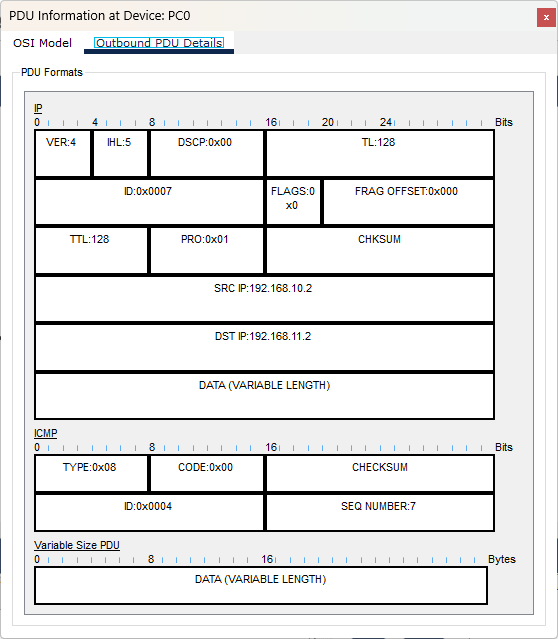 PDU Information at Device: PC0
x
OSI Model Outbound PDU Details
PDU Formats
IP
0 4 8 16 20 24 Bits
VER:4 IHL:5 DSCP:0x00 TL:128
ID:0x0007 FLAGS:0 FRAG OFFSET:0x000
x0
TTL:128 PRO:0x01 CHKSUM
SRC IP:192.168.10.2
DST IP:192.168.11.2
DATA (VARIABLE LENGTH)
ICMP
0 8 16 Bits
TYPE:0x08 CODE:0x00 CHECKSUM
ID:0x0004 SEQ NUMBER:7
Variable Size PDU
0 8 16 Bytes
DATA (VARIABLE LENGTH)